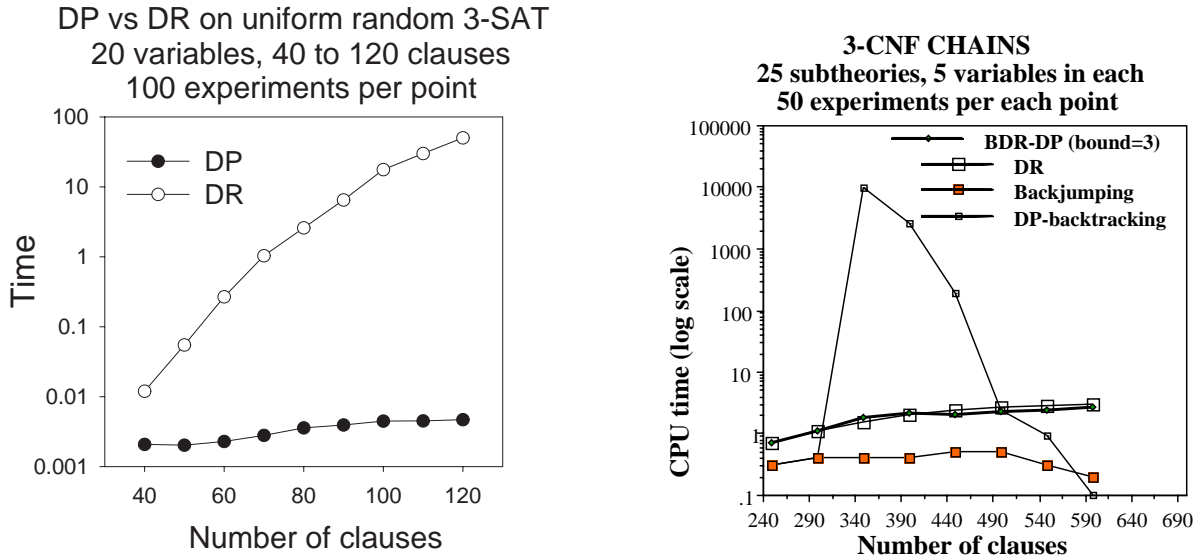 DP vs DR on uniform random 3-SAT
20 variables, 40 to 120 clauses
100 experiments per point
100
10
1
0.1
0.01
0.001
Time
DP
DR
40 60 80 100 120
Number of clauses
3-CNF CHAINS
25 subtheories, 5 variables in each
50 experiments per each point
100000
10000
1000
100
10
1
.1
CPU time (log scale)
BDR-DP (bound=3)
DR
Backjumping
DP-backtracking
240 290 340 390 440 490 540 590 640 690
Number of clauses